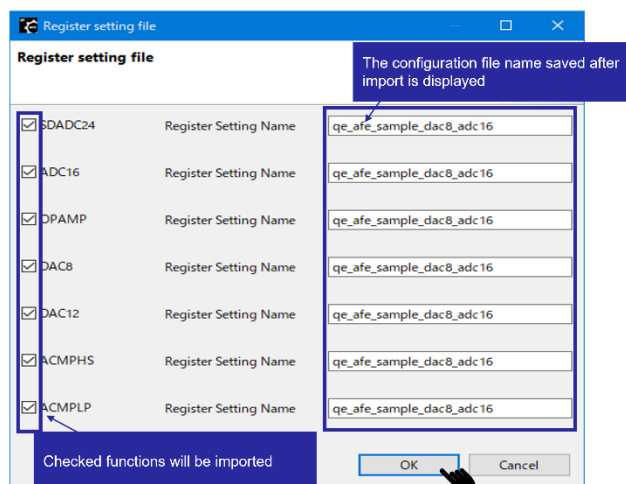 Register setting file
Register setting file
The configuration file name saved after
import is displayed
SDADC24 Register Setting Name qe_afe_sample_dac8_adc16
ADC16 Register Setting Name qe_afe_sample_dac8_adc16
OPAMP Register Setting Name qe_afe_sample_dac8_adc16
DAC8 Register Setting Name qe_afe_sample_dac8_adc16
DAC12 Register Setting Name qe_afe_sample_dac8_adc16
ACMPHS Register Setting Name qe_afe_sample_dac8_adc16
ACMPLP Register Setting Name qe_afe_sample_dac8_adc16
Checked functions will be imported
OK Cancel